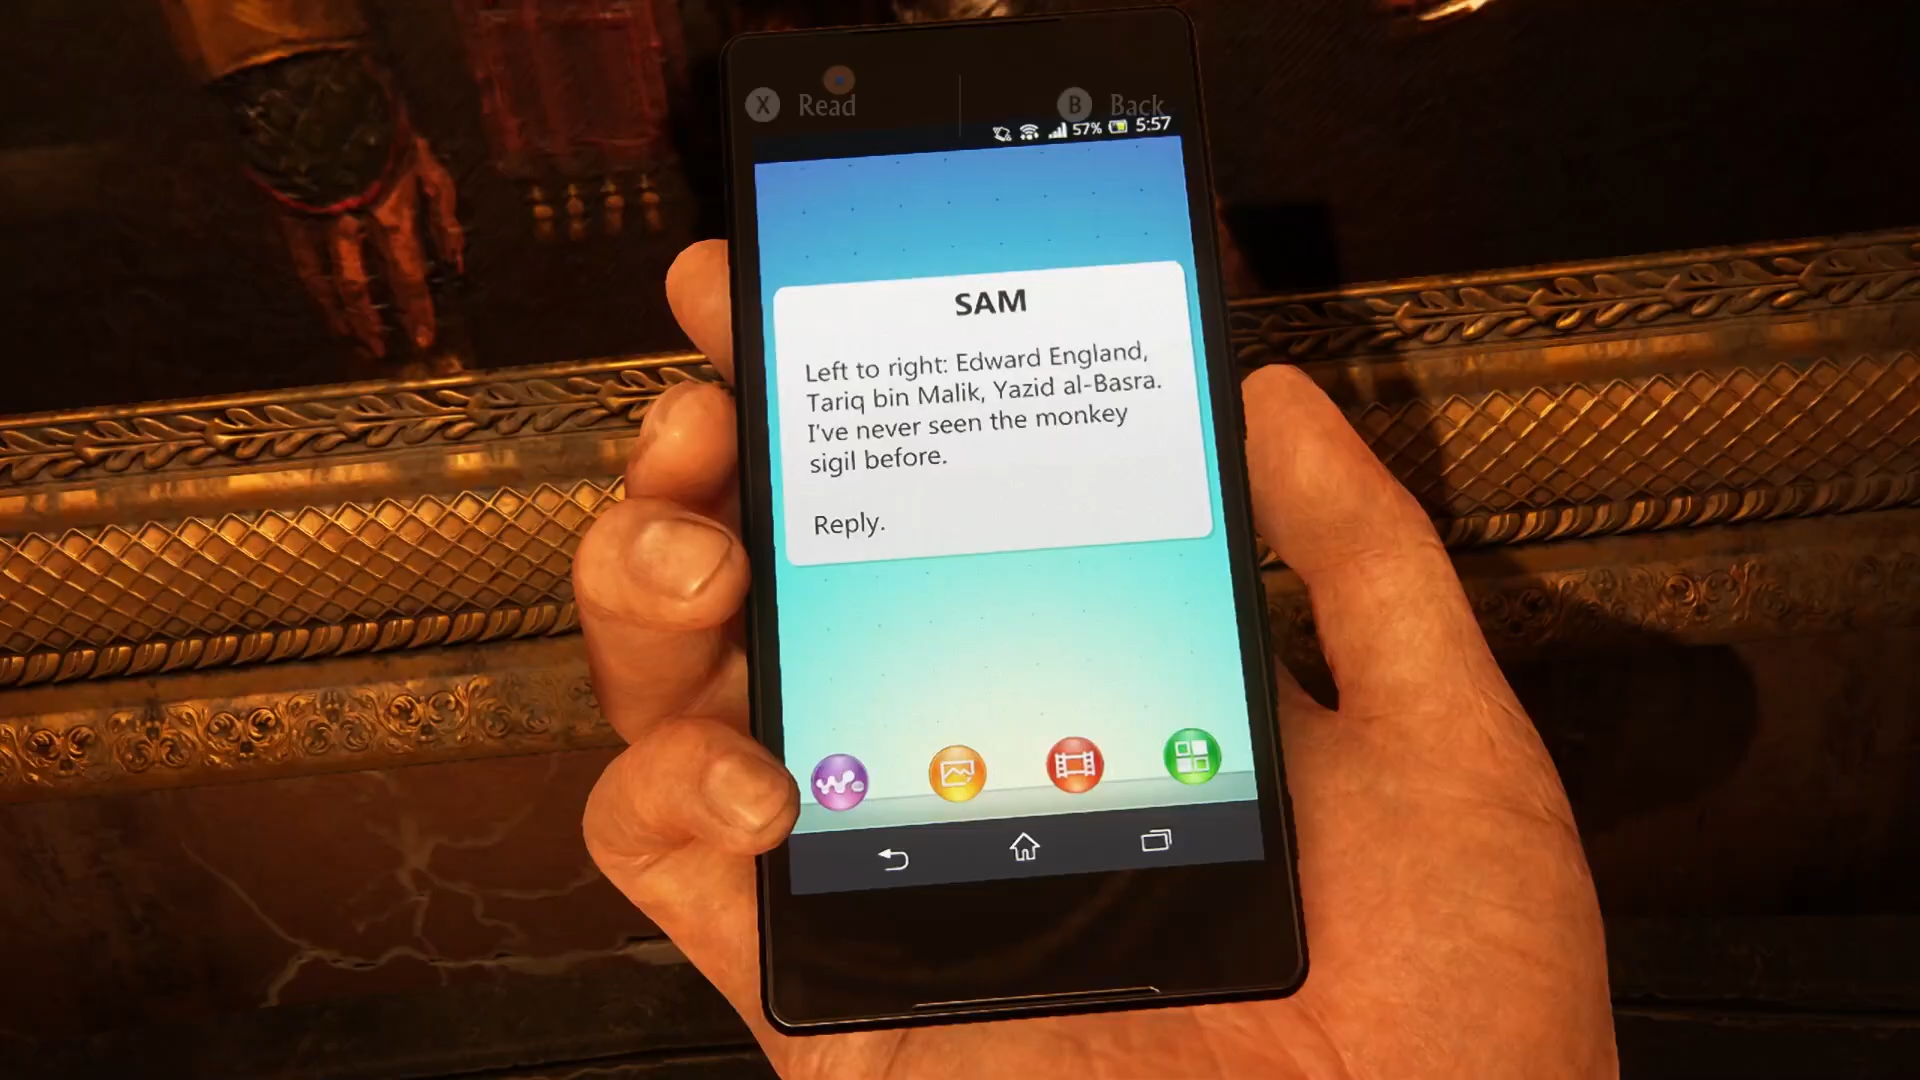 X Read
B Back
57% 5:57
SAM
Left to right: Edward England,
Tariq bin Malik, Yazid al-Basra.
I've never seen the monkey
sigil before.
Reply.